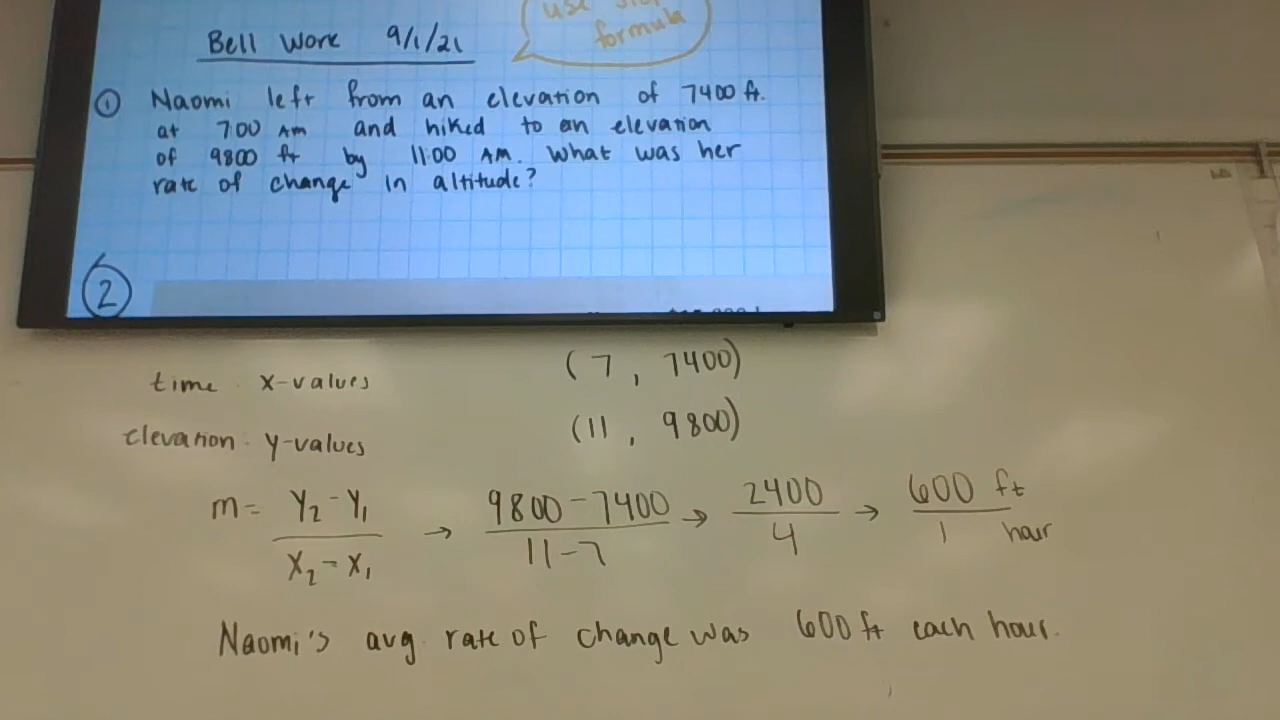 use
formula
Bell Work 9/1/21
① Naomi left from an elevation of 7400 ft.
at 7:00 AM and hiked to an elevation
of 9800 ft by 11:00 AM. What was her
rate of change in altitude?
②
time x-values (7, 7400)
elevation y-values (11, 9800)
m = Y₂ - Y₁ / X₂ - X₁ → 9800 - 7400 / 11 - 7 → 2400 / 4 → 600 ft / 1 hour
Naomi's avg. rate of change was 600 ft each hour.